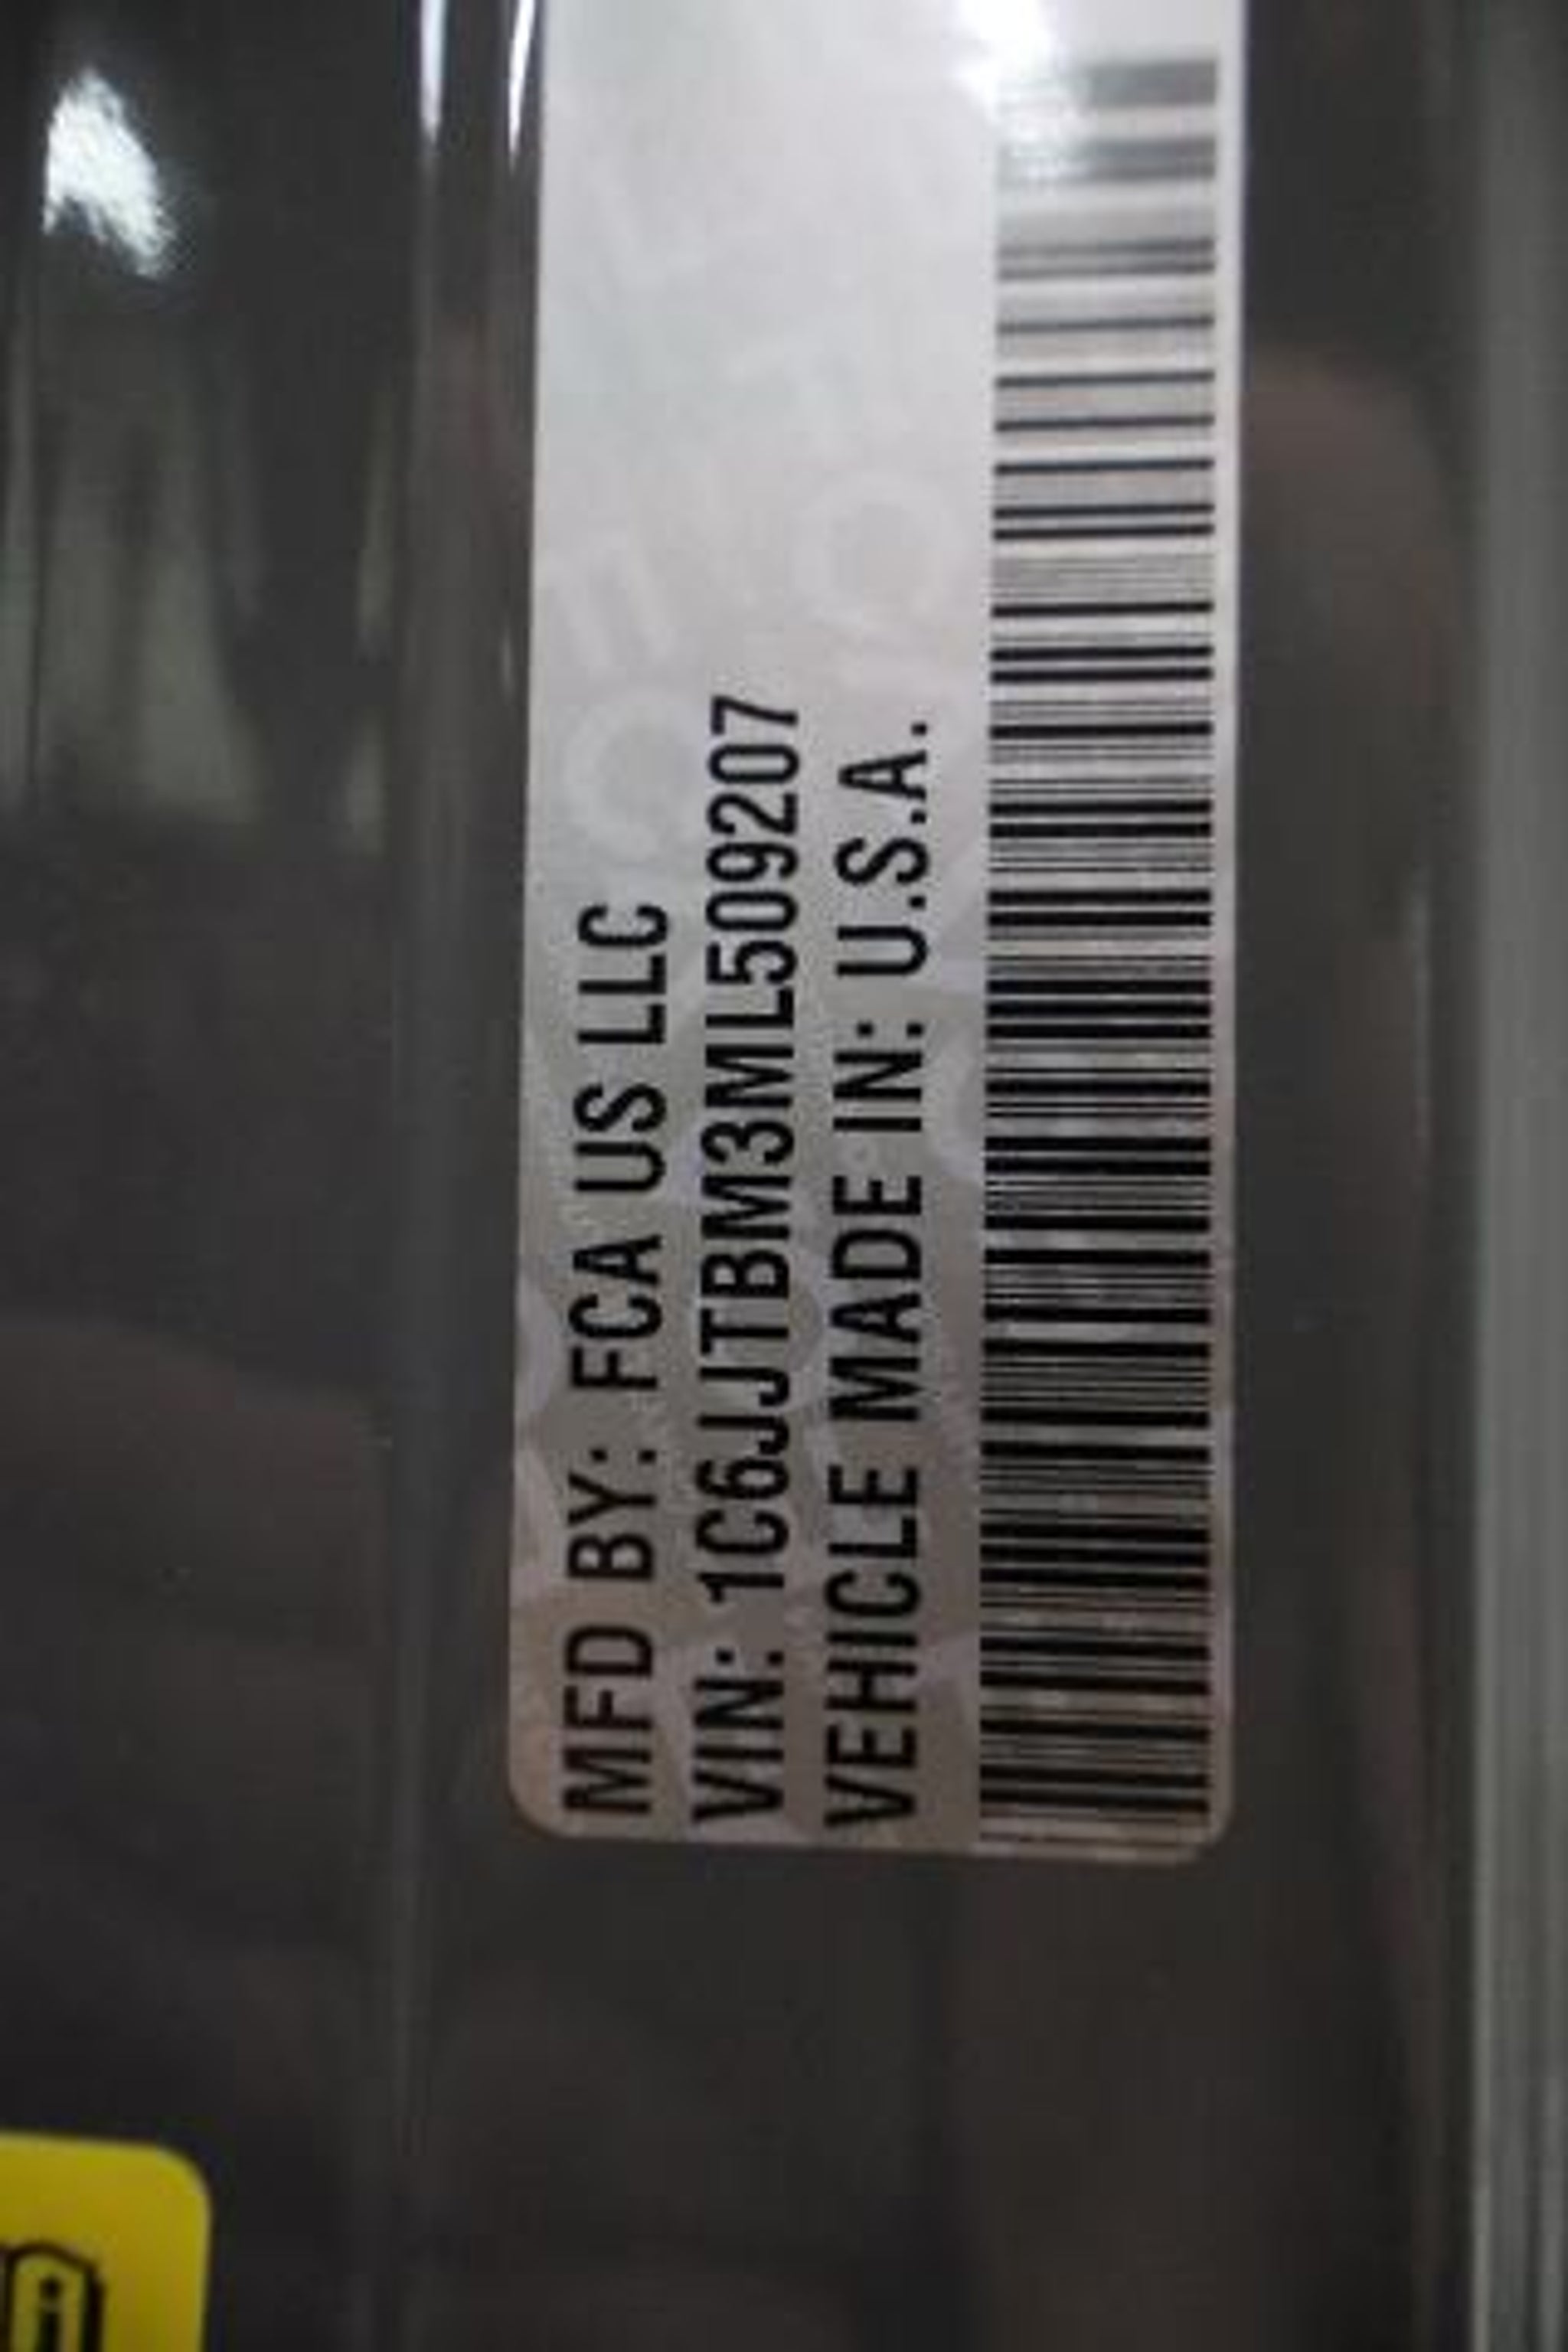 MFD BY: FCA US LLC
VIN: 1C6JJTBM3ML509207
VEHICLE MADE IN: U.S.A.